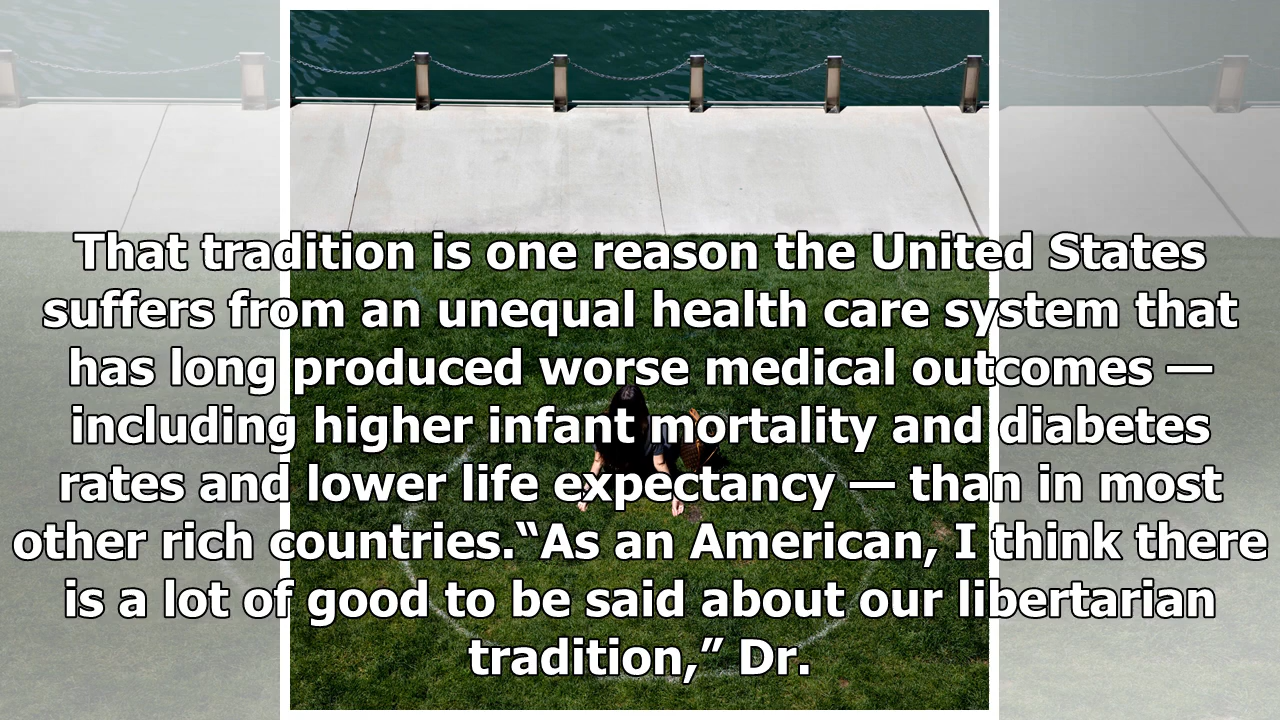 That tradition is one reason the United States
suffers from an unequal health care system that
has long produced worse medical outcomes —
including higher infant mortality and diabetes
rates and lower life expectancy — than in most
other rich countries.“As an American, I think there
is a lot of good to be said about our libertarian
tradition,” Dr.